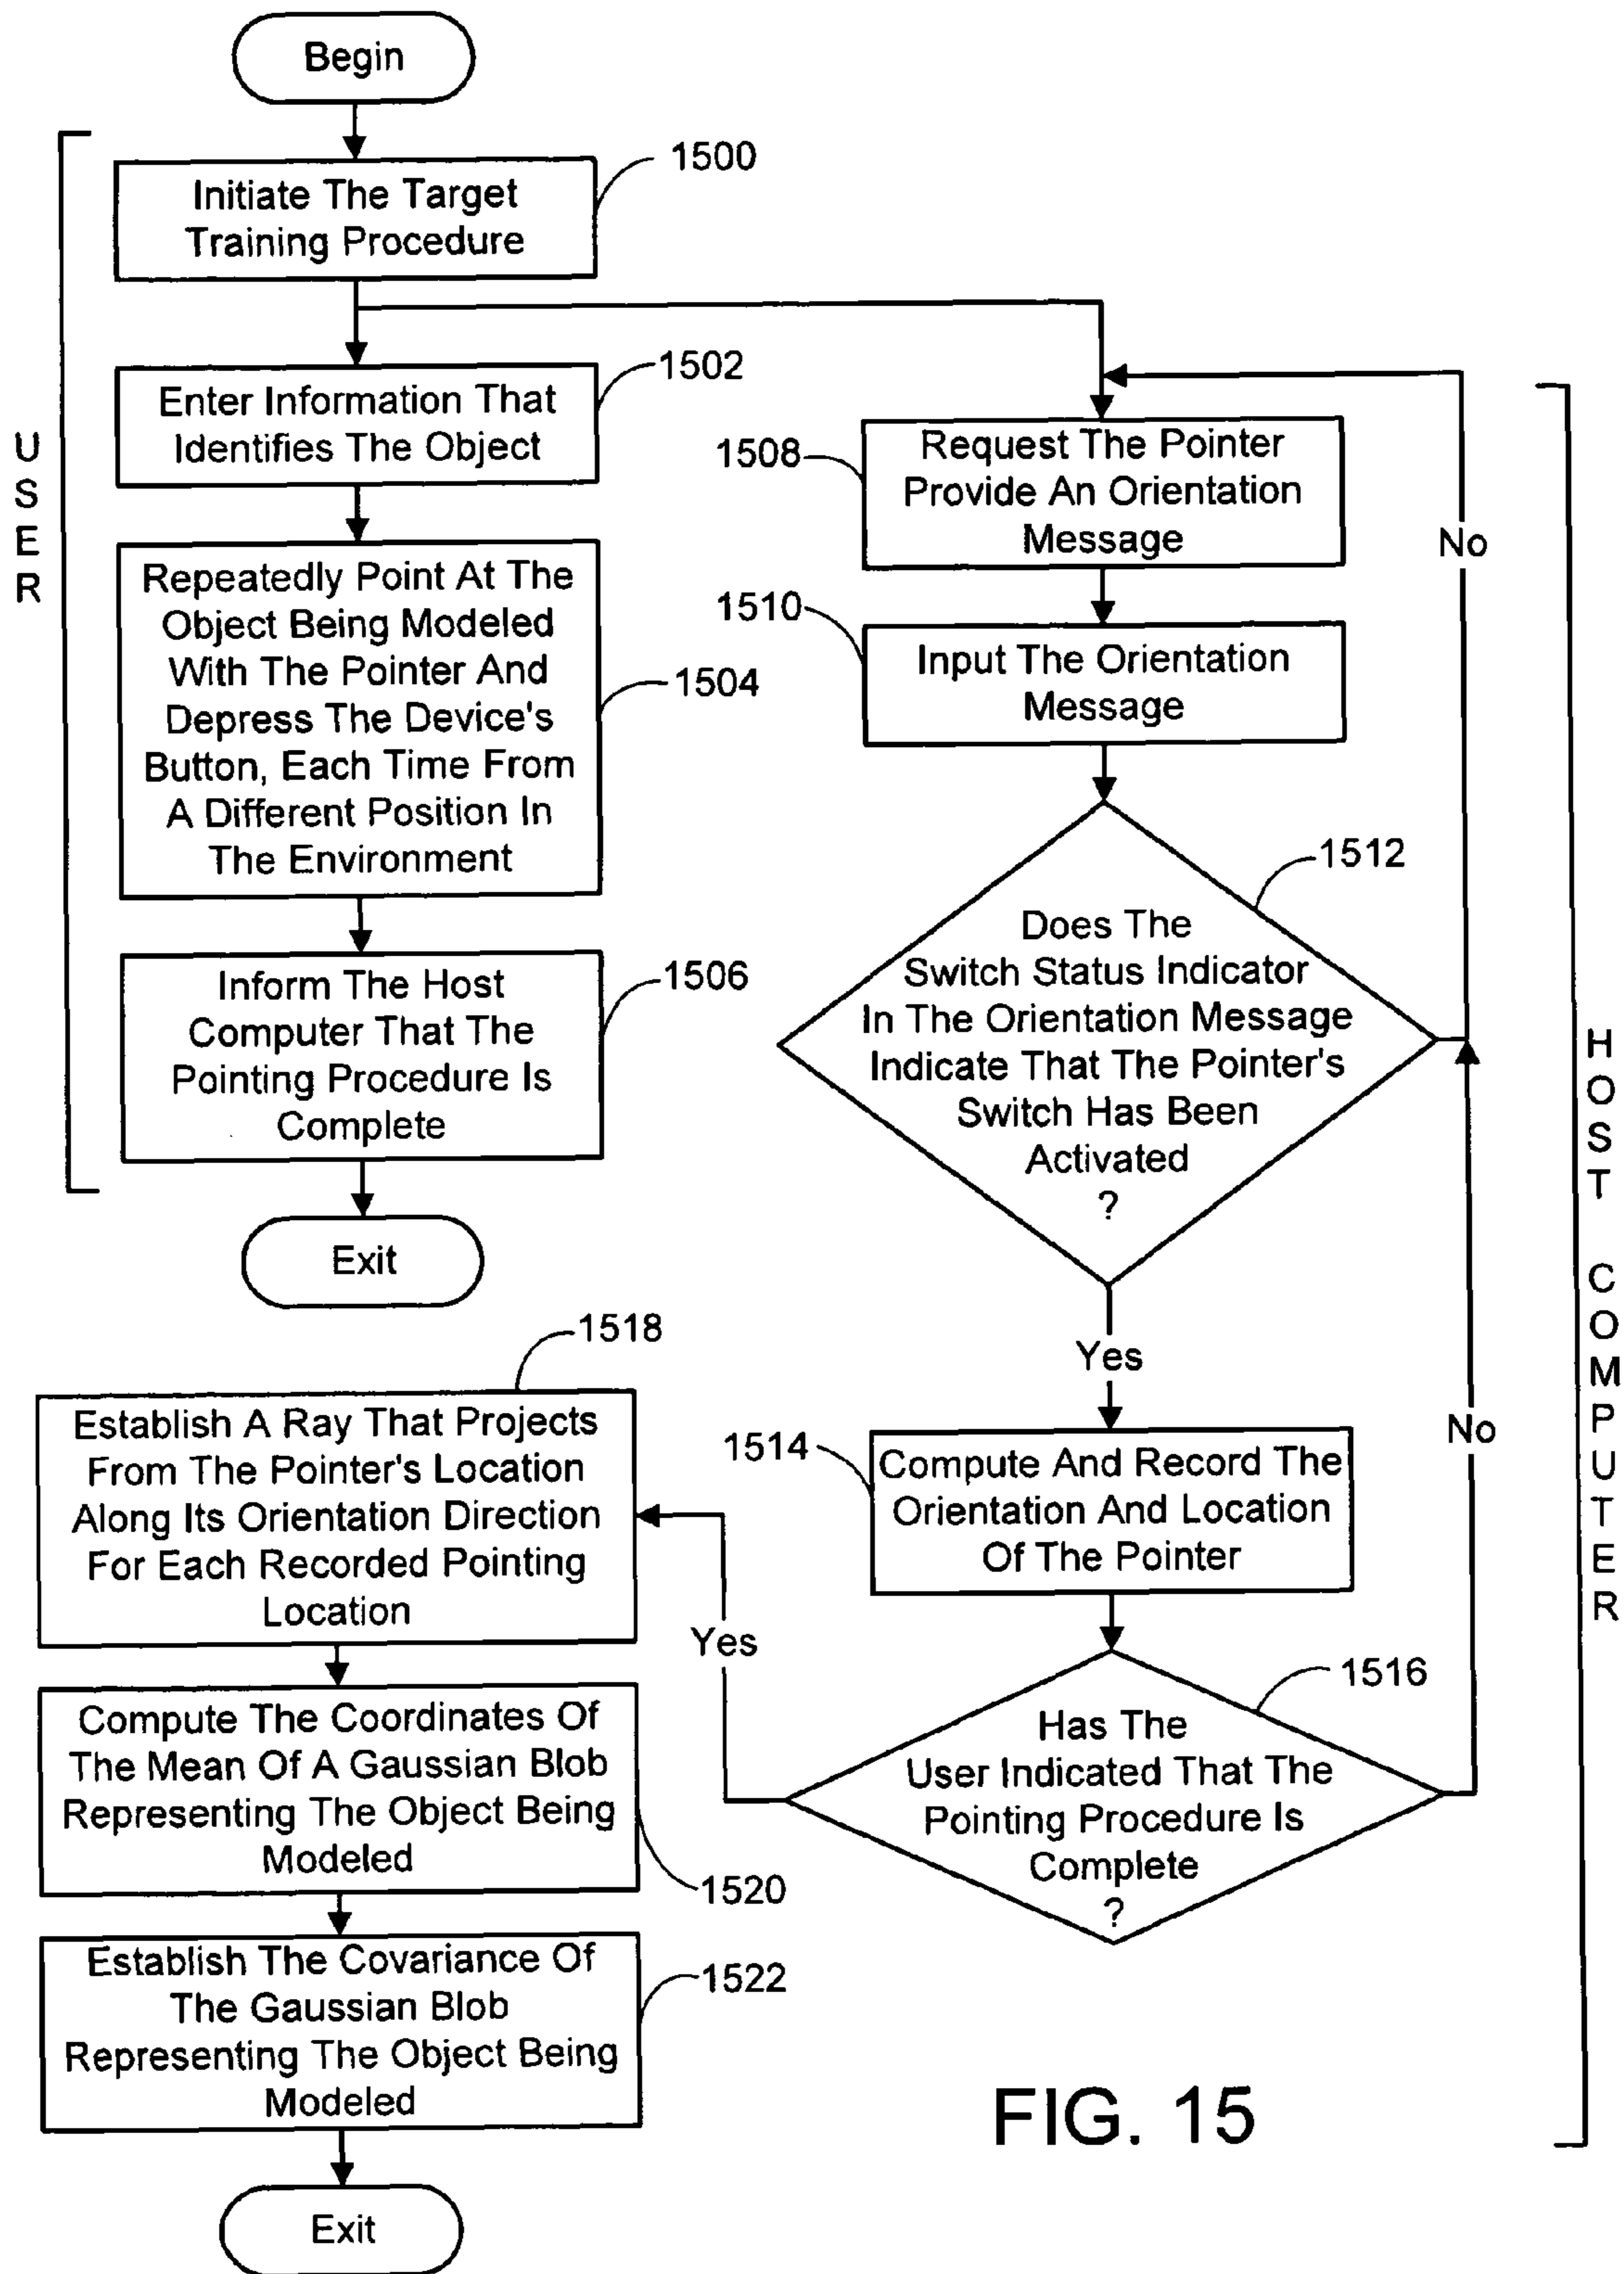 Begin
1500
Initiate The Target
Training Procedure
1502
Enter Information That
Identifies The Object
USER
1504
Repeatedly Point At The
Object Being Modeled
With The Pointer And
Depress The Device's
Button, Each Time From
A Different Position In
The Environment
1506
Inform The Host
Computer That The
Pointing Procedure Is
Complete
Exit
1508
Request The Pointer
Provide An Orientation
Message
No
1510
Input The Orientation
Message
1512
Does The
Switch Status Indicator
In The Orientation Message
Indicate That The Pointer's
Switch Has Been
Activated
?
HOST COMPUTER
Yes
No
1514
Compute And Record The
Orientation And Location
Of The Pointer
1516
Has The
User Indicated That The
Pointing Procedure Is
Complete
?
Yes
1518
Establish A Ray That Projects
From The Pointer's Location
Along Its Orientation Direction
For Each Recorded Pointing
Location
Compute The Coordinates Of
The Mean Of A Gaussian Blob
Representing The Object Being
Modeled
1520
Establish The Covariance Of
The Gaussian Blob
Representing The Object Being
Modeled
1522
Exit
FIG. 15